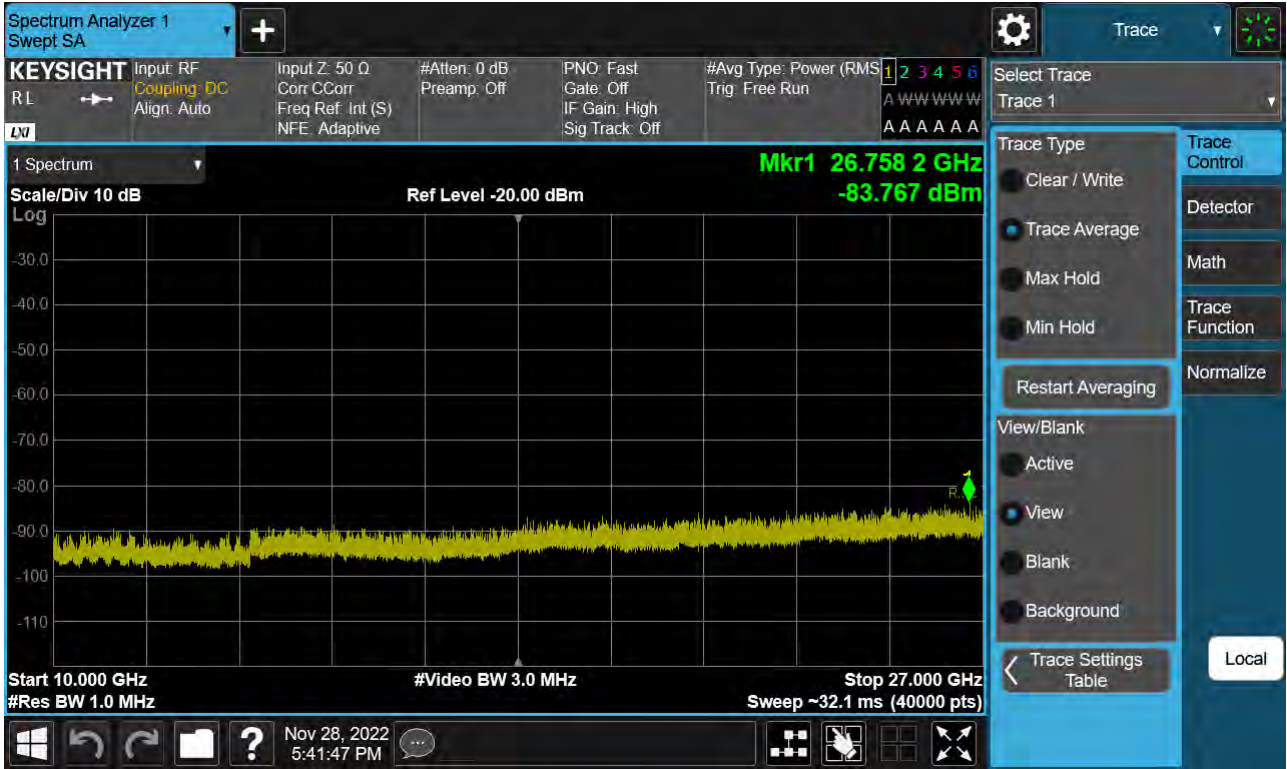 Spectrum Analyzer 1
Swept SA
+
Trace
KEYSIGHT
RL
LXI
Input: RF
Coupling: DC
Align: Auto
Input Z: 50 Ω
Corr CCorr
Freq Ref: Int (S)
NFE: Adaptive
#Atten: 0 dB
Preamp: Off
PNO: Fast
Gate: Off
IF Gain: High
Sig Track: Off
#Avg Type: Power (RMS
Trig: Free Run
1 2 3 4 5 6
A W W W W W
A A A A A A
Select Trace
Trace 1
1 Spectrum
Scale/Div 10 dB
Log
Ref Level -20.00 dBm
Mkr1 26.758 2 GHz
-83.767 dBm
-30.0
-40.0
-50.0
-60.0
-70.0
-80.0
-90.0
-100
-110
1
Start 10.000 GHz
#Res BW 1.0 MHz
#Video BW 3.0 MHz
Stop 27.000 GHz
Sweep ~32.1 ms (40000 pts)
Trace Type
Clear / Write
Trace Average
Max Hold
Min Hold
Restart Averaging
View/Blank
Active
View
Blank
Background
Trace Settings
Table
Trace
Control
Detector
Math
Trace
Function
Normalize
Local
?
Nov 28, 2022
5:41:47 PM